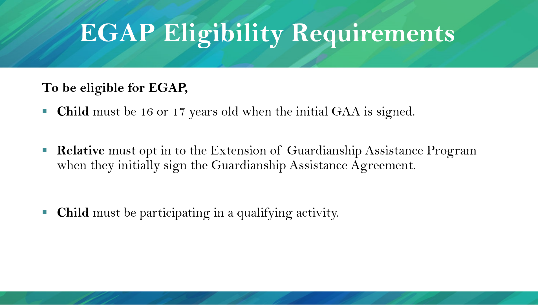 EGAP Eligibility Requirements
To be eligible for EGAP,
▪ Child must be 16 or 17 years old when the initial GAA is signed.
▪ Relative must opt in to the Extension of Guardianship Assistance Program
when they initially sign the Guardianship Assistance Agreement.
▪ Child must be participating in a qualifying activity.